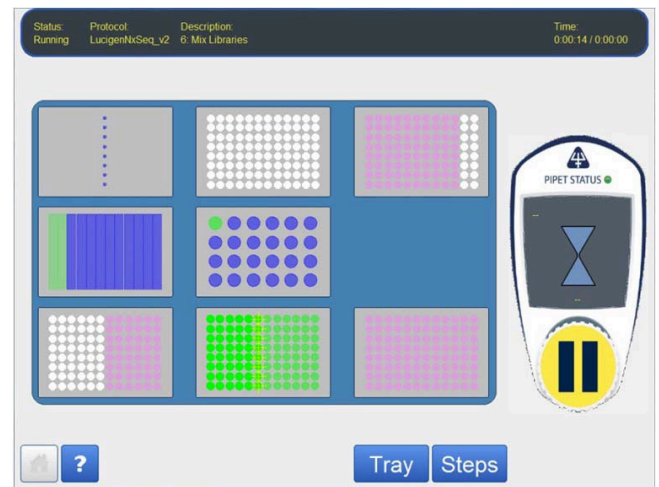 Status:
Running
Protocol:
LucigenNxSeq_v2
Description:
6: Mix Libraries
Time:
0:00:14 / 0:00:00
PIPET STATUS
--
--
?
Tray
Steps